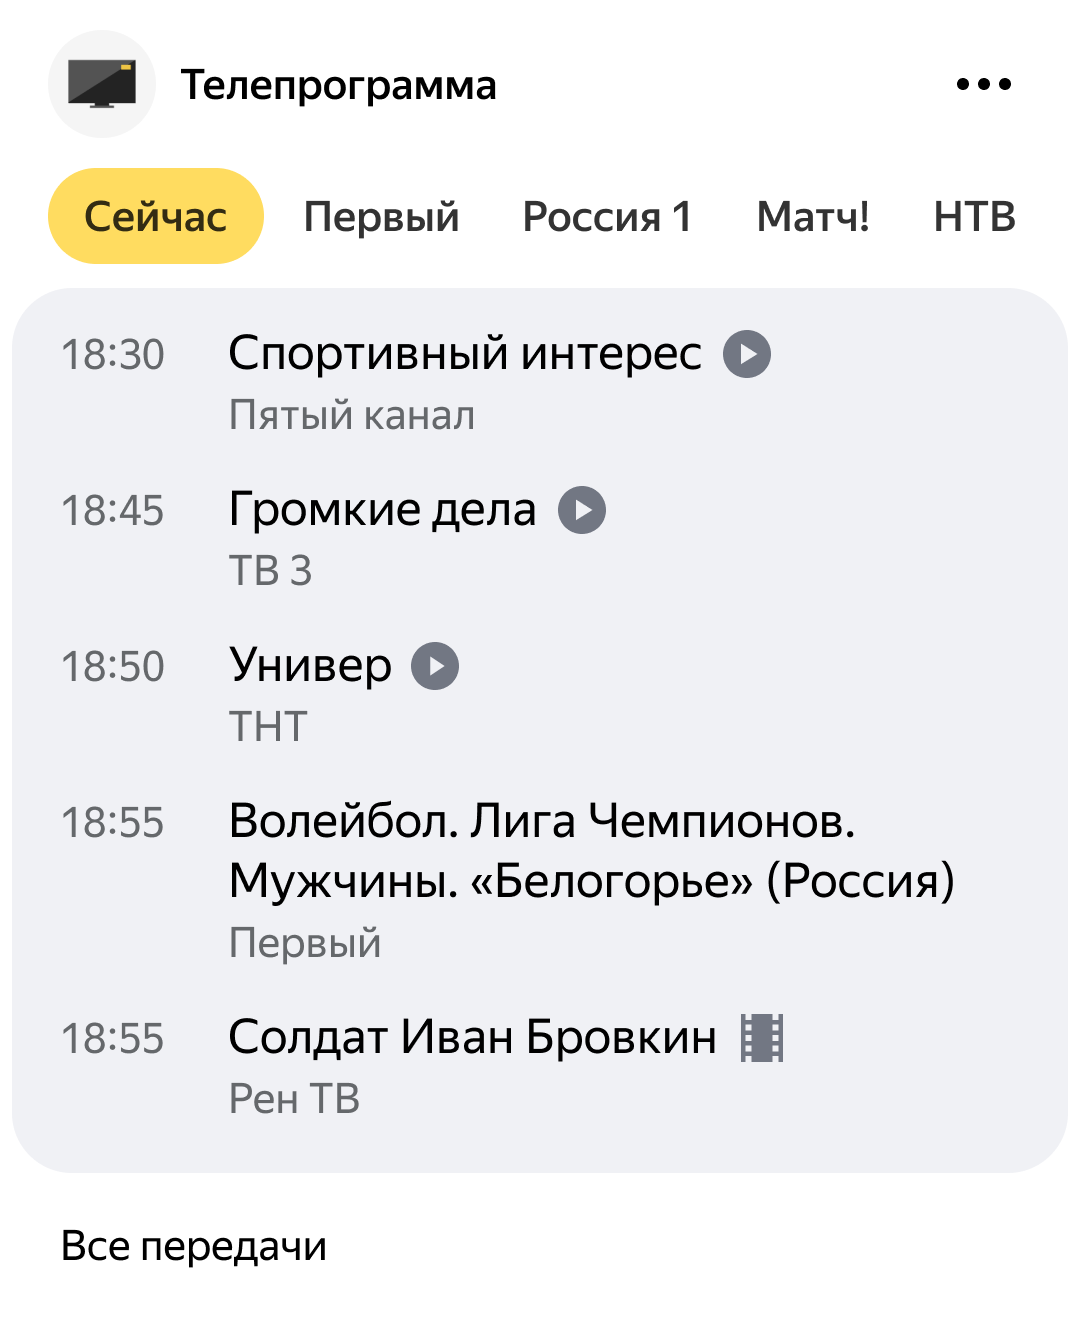 Телепрограмма
Сейчас Первый Россия 1 Матч! НТВ
18:30 Спортивный интерес
Пятый канал
18:45 Громкие дела
ТВ 3
18:50 Универ
ТНТ
18:55 Волейбол. Лига Чемпионов.
Мужчины. «Белогорье» (Россия)
Первый
18:55 Солдат Иван Бровкин
Рен ТВ
Все передачи